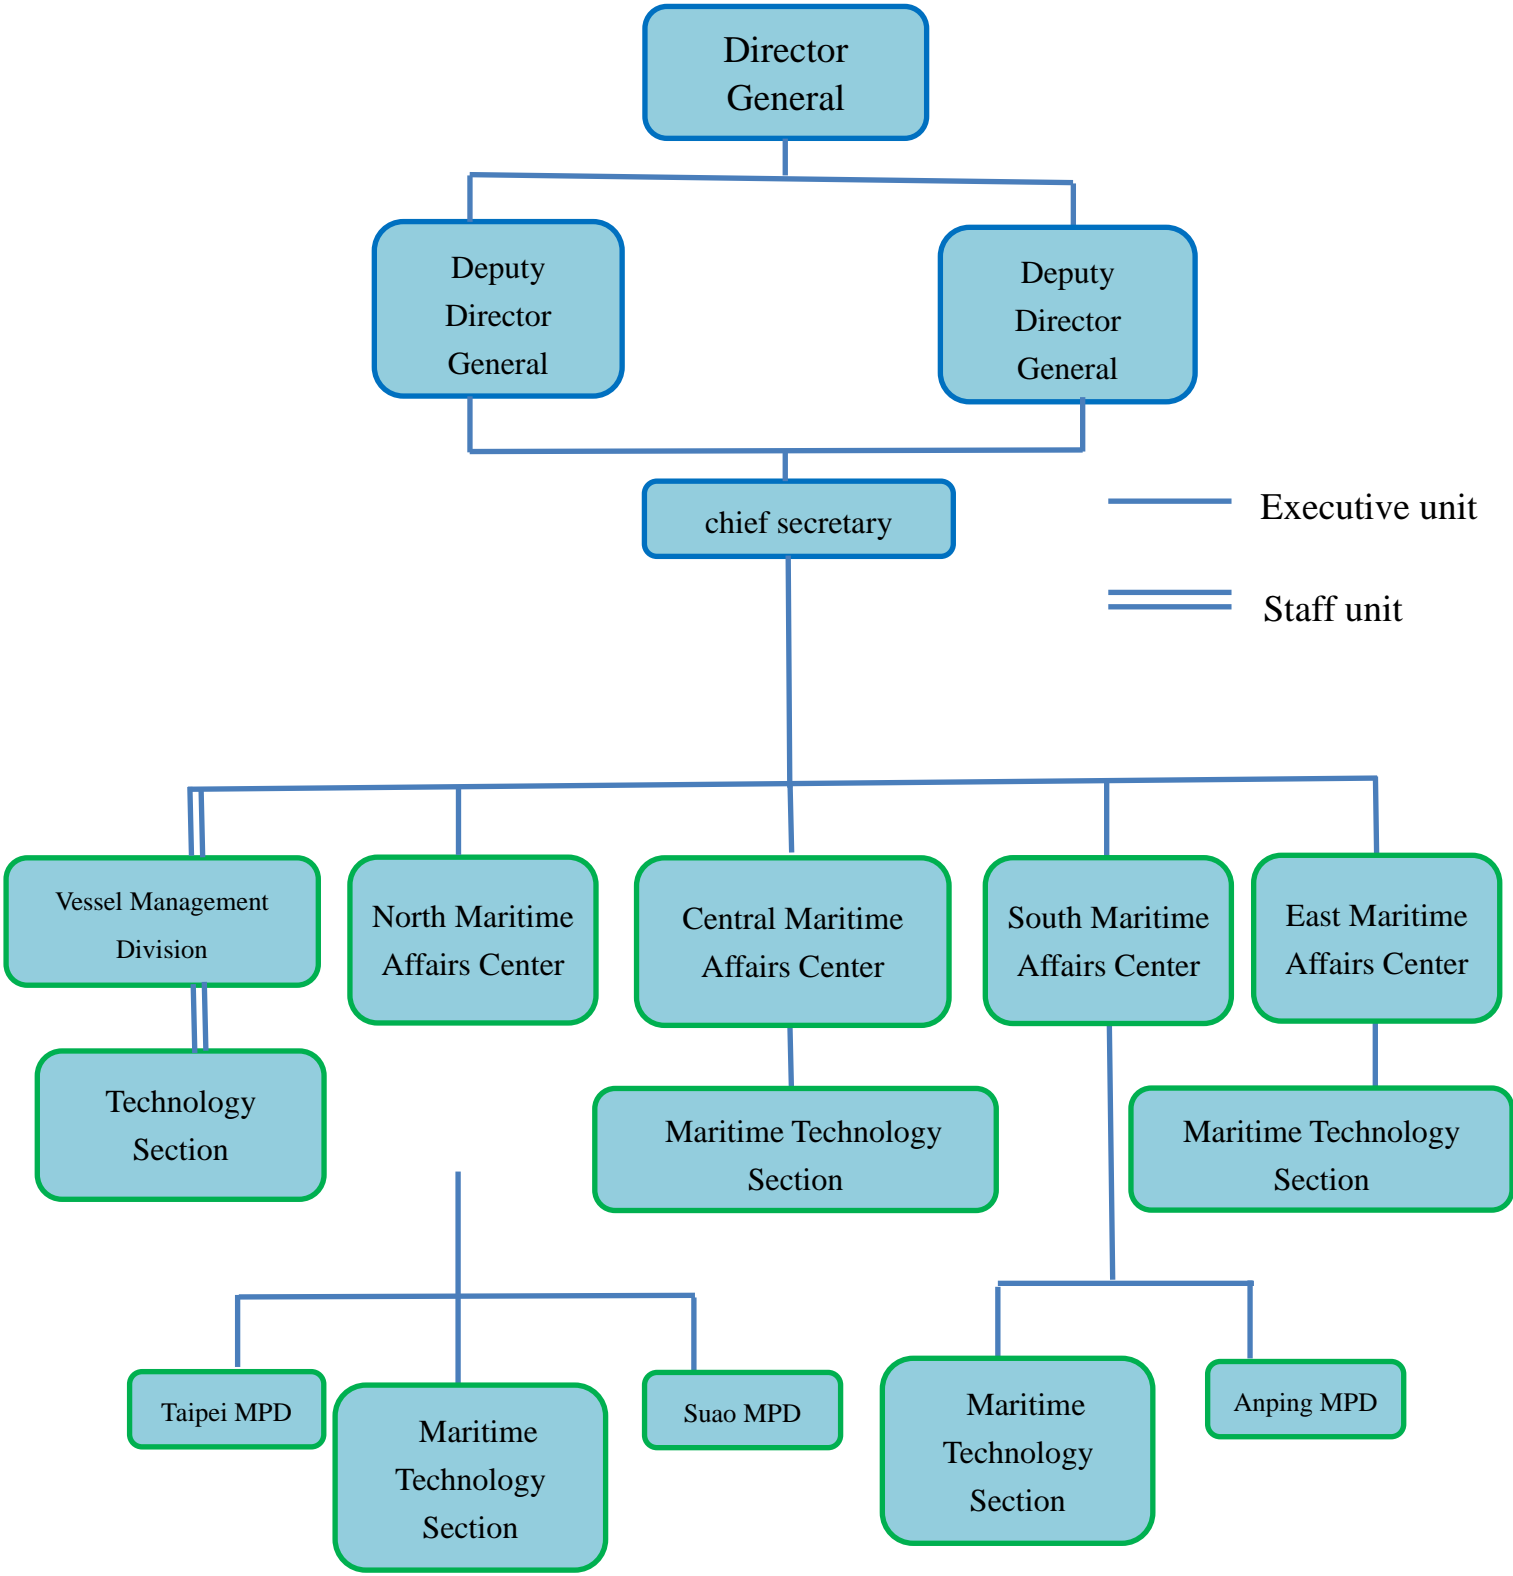 Director
General
Deputy
Director
General
Deputy
Director
General
chief secretary
Executive unit
Staff unit
Vessel Management
Division
North Maritime
Affairs Center
Central Maritime
Affairs Center
South Maritime
Affairs Center
East Maritime
Affairs Center
Technology
Section
Maritime Technology
Section
Maritime Technology
Section
Taipei MPD
Maritime
Technology
Section
Suao MPD
Maritime
Technology
Section
Anping MPD